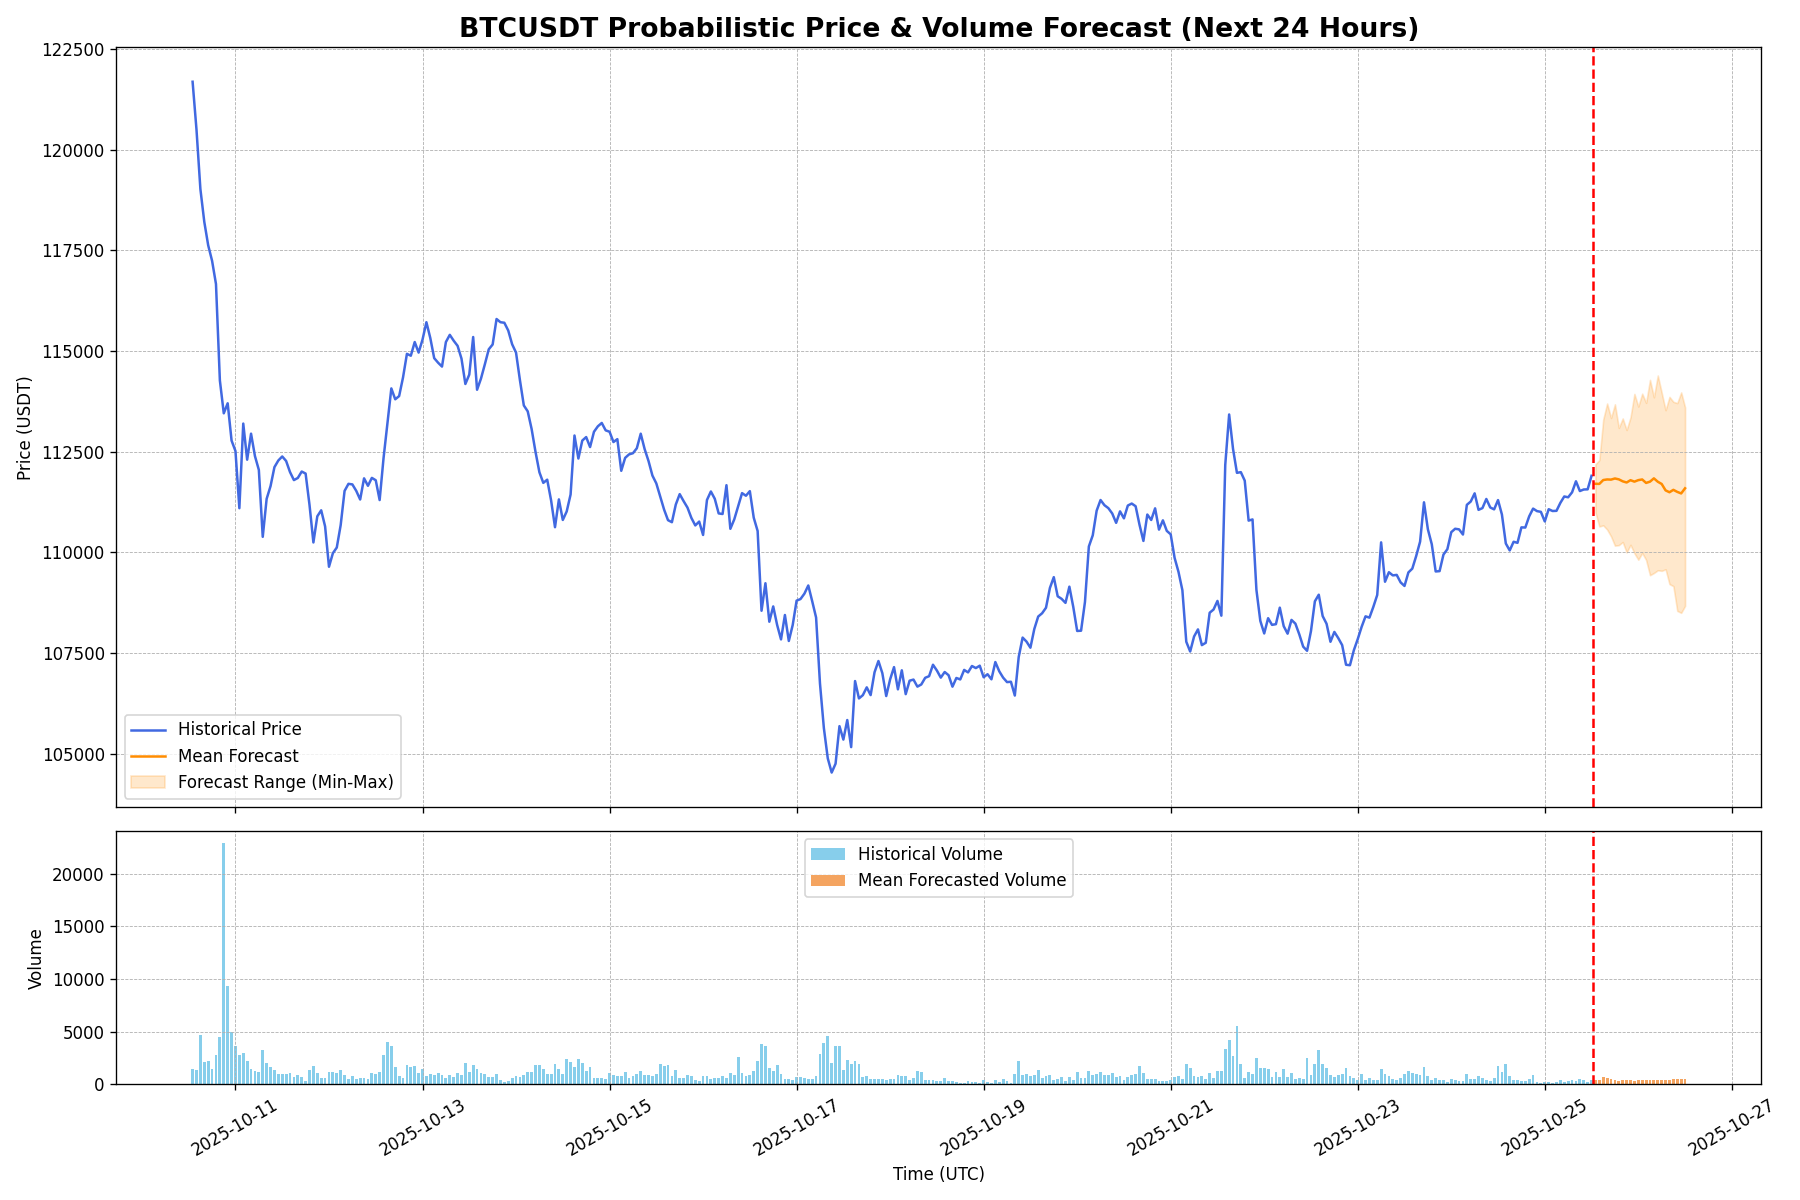 BTCUSDT Probabilistic Price & Volume Forecast (Next 24 Hours)
122500
120000
117500
115000
112500
110000
107500
105000
Price (USDT)
Historical Price
Mean Forecast
Forecast Range (Min-Max)
20000
15000
10000
5000
0
Volume
Historical Volume
Mean Forecasted Volume
2025-10-11
2025-10-13
2025-10-15
2025-10-17
2025-10-19
2025-10-21
2025-10-23
2025-10-25
2025-10-27
Time (UTC)